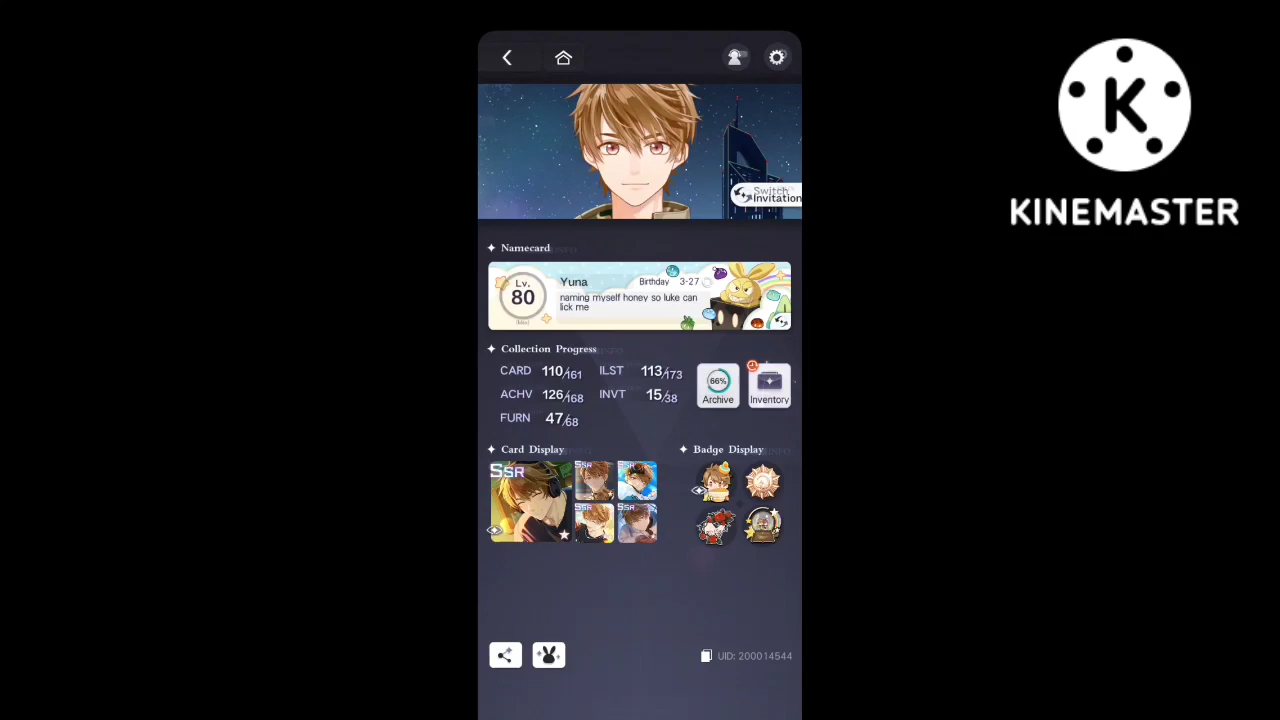 KINEMASTER
Switch
Invitation
Namecard
Lv.
80
(Max)
Yuna
Birthday 3-27
naming myself honey so luke can
lick me
Collection Progress
CARD 110/161 ILST 113/173
ACHV 126/168 INVT 15/38
FURN 47/68
66%
Archive
Inventory
Card Display
Badge Display
SSR
SSR
SSR
SSR
SSR
UID: 200014544